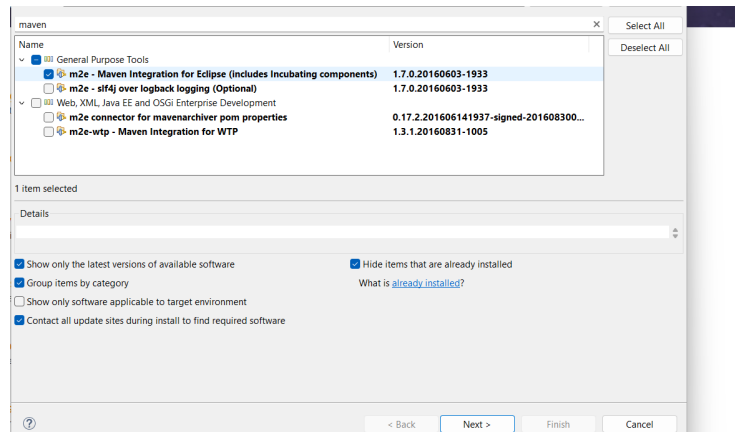 maven
Select All
Name Version
Deselect All
General Purpose Tools
m2e - Maven Integration for Eclipse (includes Incubating components) 1.7.0.20160603-1933
m2e - slf4j over logback logging (Optional) 1.7.0.20160603-1933
Web, XML, Java EE and OSGi Enterprise Development
m2e connector for mavenarchiver pom properties 0.17.2.201606141937-signed-201608300...
m2e-wtp - Maven Integration for WTP 1.3.1.20160831-1005
1 item selected
Details
Show only the latest versions of available software Hide items that are already installed
Group items by category What is already installed?
Show only software applicable to target environment
Contact all update sites during install to find required software
? < Back Next > Finish Cancel